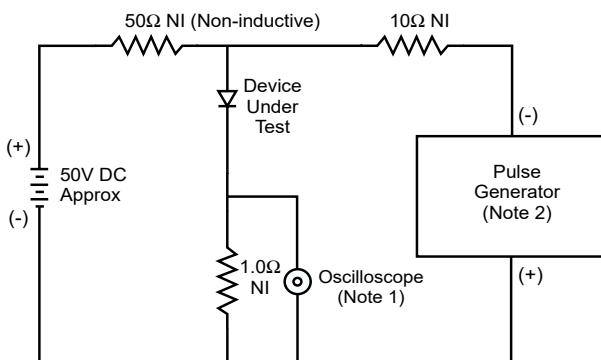 50Ω NI (Non-inductive)
10Ω NI
Device
Under
Test
(-)
(+)
50V DC
Approx
(-)
Pulse
Generator
(Note 2)
1.0Ω
NI
Oscilloscope
(Note 1)
(+)